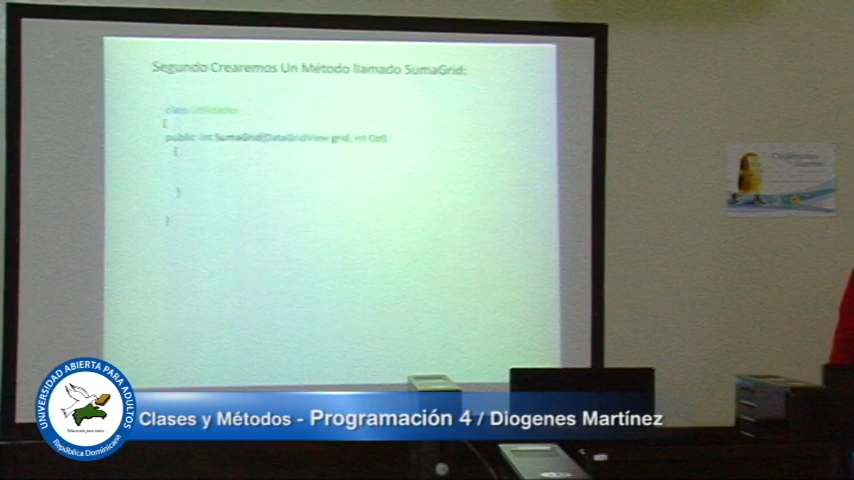 Segundo Crearemos Un Método llamado SumaGrid:
class Utilidades
{
public int SumaGrid(DataGridView grid, int Col)
{
}
}
UNIVERSIDAD ABIERTA PARA ADULTOS
República Dominicana
Clases y Métodos - Programación 4 / Diogenes Martínez